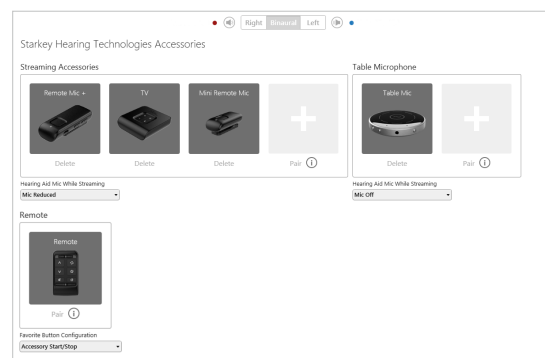 Right Binaural Left
Starkey Hearing Technologies Accessories
Streaming Accessories
Remote Mic +
TV
Mini Remote Mic
Delete
Delete
Delete
Pair i
Hearing Aid Mic While Streaming
Mic Reduced
Table Microphone
Table Mic
Delete
Pair i
Hearing Aid Mic While Streaming
Mic Off
Remote
Remote
Pair i
Favorite Button Configuration
Accessory Start/Stop